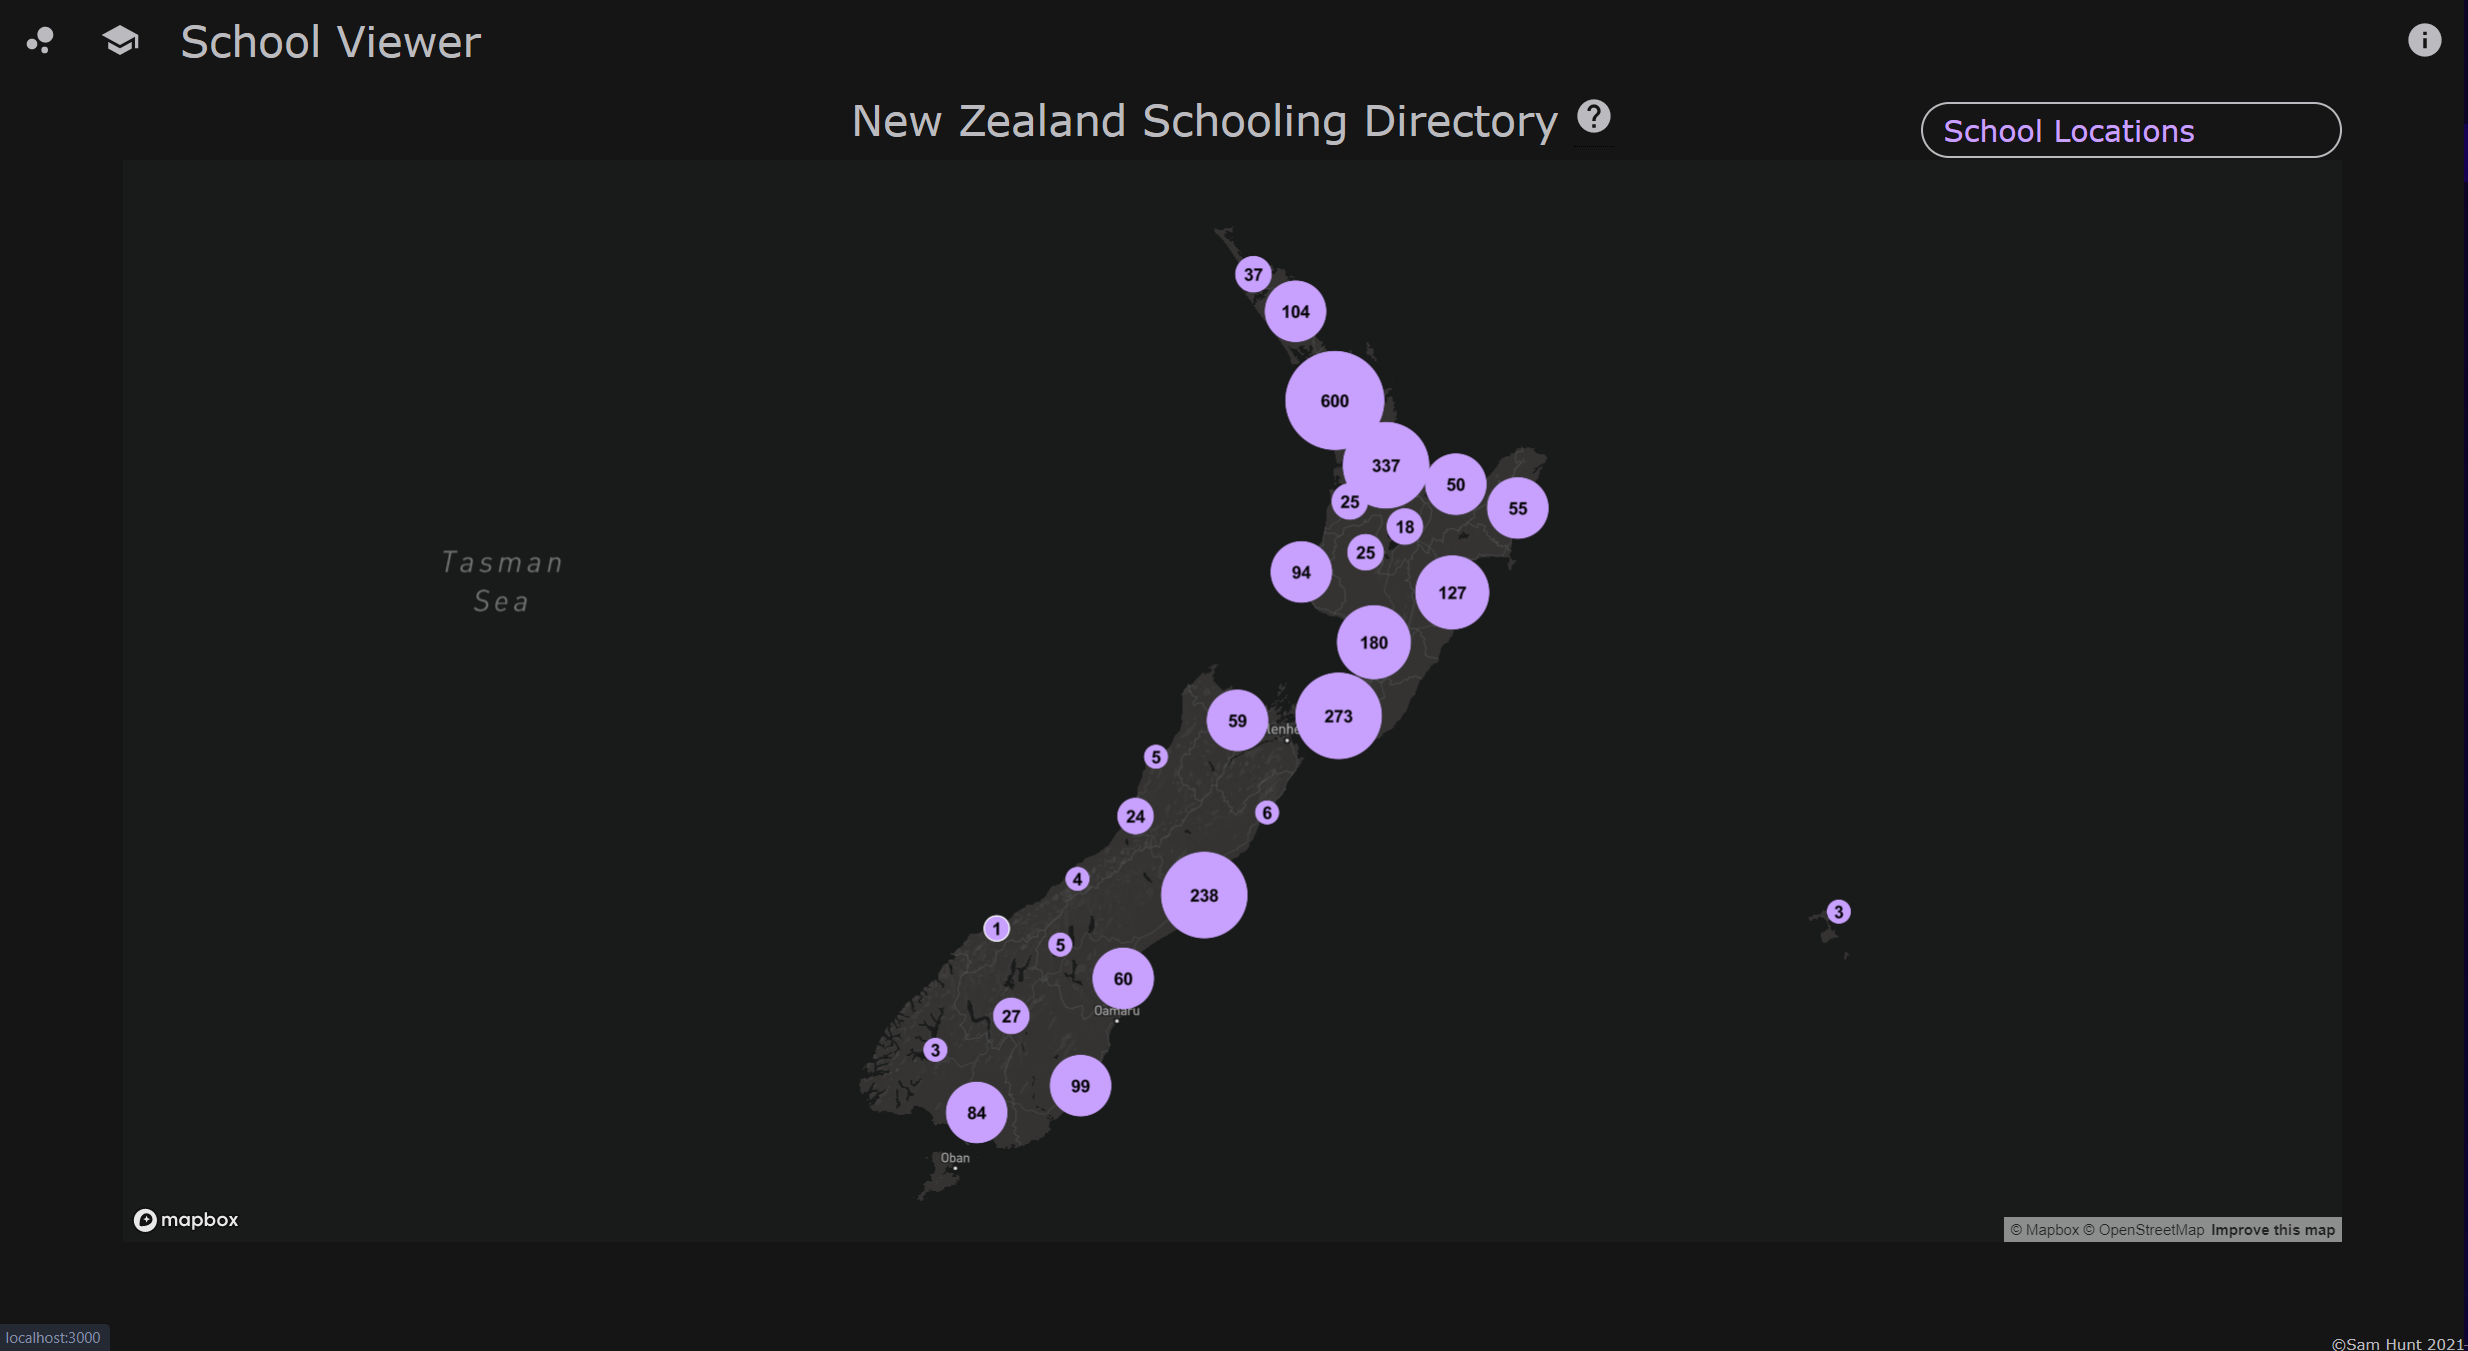 School Viewer
New Zealand Schooling Directory ?
School Locations
37
104
600
337
50
25
55
18
25
94
127
180
273
59
lenhe
5
24
6
4
238
1
3
5
60
Oamaru
27
3
99
84
Oban
Tasman
Sea
mapbox
© Mapbox © OpenStreetMap Improve this map
localhost:3000
©Sam Hunt 2021